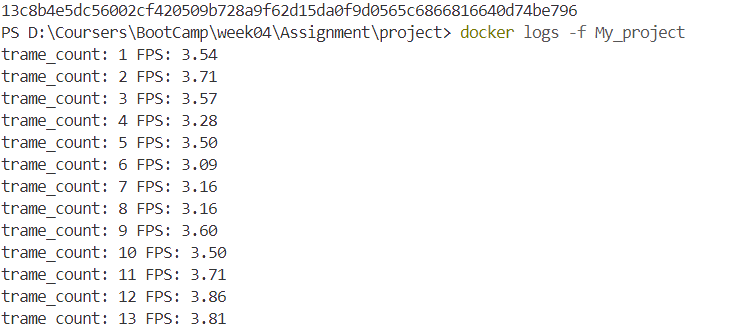 13c8b4e5dc56002cf420509b728a9f62d15da0f9d0565c6866816640d74be796
PS D:\Coursers\BootCamp\week04\Assignment\project> docker logs -f My_project
trame_count: 1 FPS: 3.54
trame_count: 2 FPS: 3.71
trame_count: 3 FPS: 3.57
trame_count: 4 FPS: 3.28
trame_count: 5 FPS: 3.50
trame_count: 6 FPS: 3.09
trame_count: 7 FPS: 3.16
trame_count: 8 FPS: 3.16
trame_count: 9 FPS: 3.60
trame_count: 10 FPS: 3.50
trame_count: 11 FPS: 3.71
trame_count: 12 FPS: 3.86
trame_count: 13 FPS: 3.81